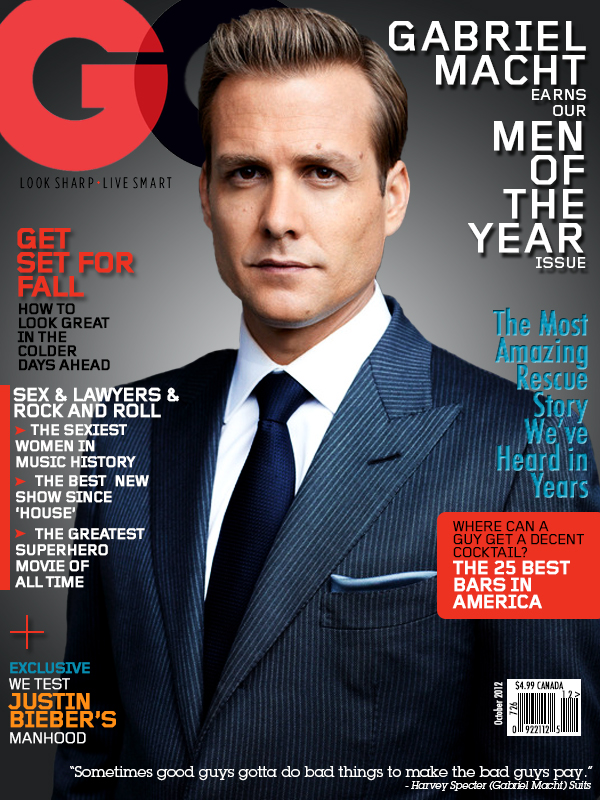 GQ
LOOK SHARP · LIVE SMART
GABRIEL
MACHT
EARNS
OUR
MEN
OF
THE
YEAR
ISSUE
GET
SET FOR
FALL
HOW TO
LOOK GREAT
IN THE
COLDER
DAYS AHEAD
SEX & LAWYERS &
ROCK AND ROLL
➤ THE SEXIEST
WOMEN IN
MUSIC HISTORY
➤ THE BEST NEW
SHOW SINCE
‘HOUSE’
➤ THE GREATEST
SUPERHERO
MOVIE OF
ALL TIME
The Most
Amazing
Rescue
Story
We’ve
Heard in
Years
WHERE CAN A
GUY GET A DECENT
COCKTAIL?
THE 25 BEST
BARS IN
AMERICA
+
EXCLUSIVE
WE TEST
JUSTIN
BIEBER’S
MANHOOD
October 2012
$4.99 CANADA
12>
726
0 922112 5
“Sometimes good guys gotta do bad things to make the bad guys pay.”
- Harvey Specter (Gabriel Macht) Suits